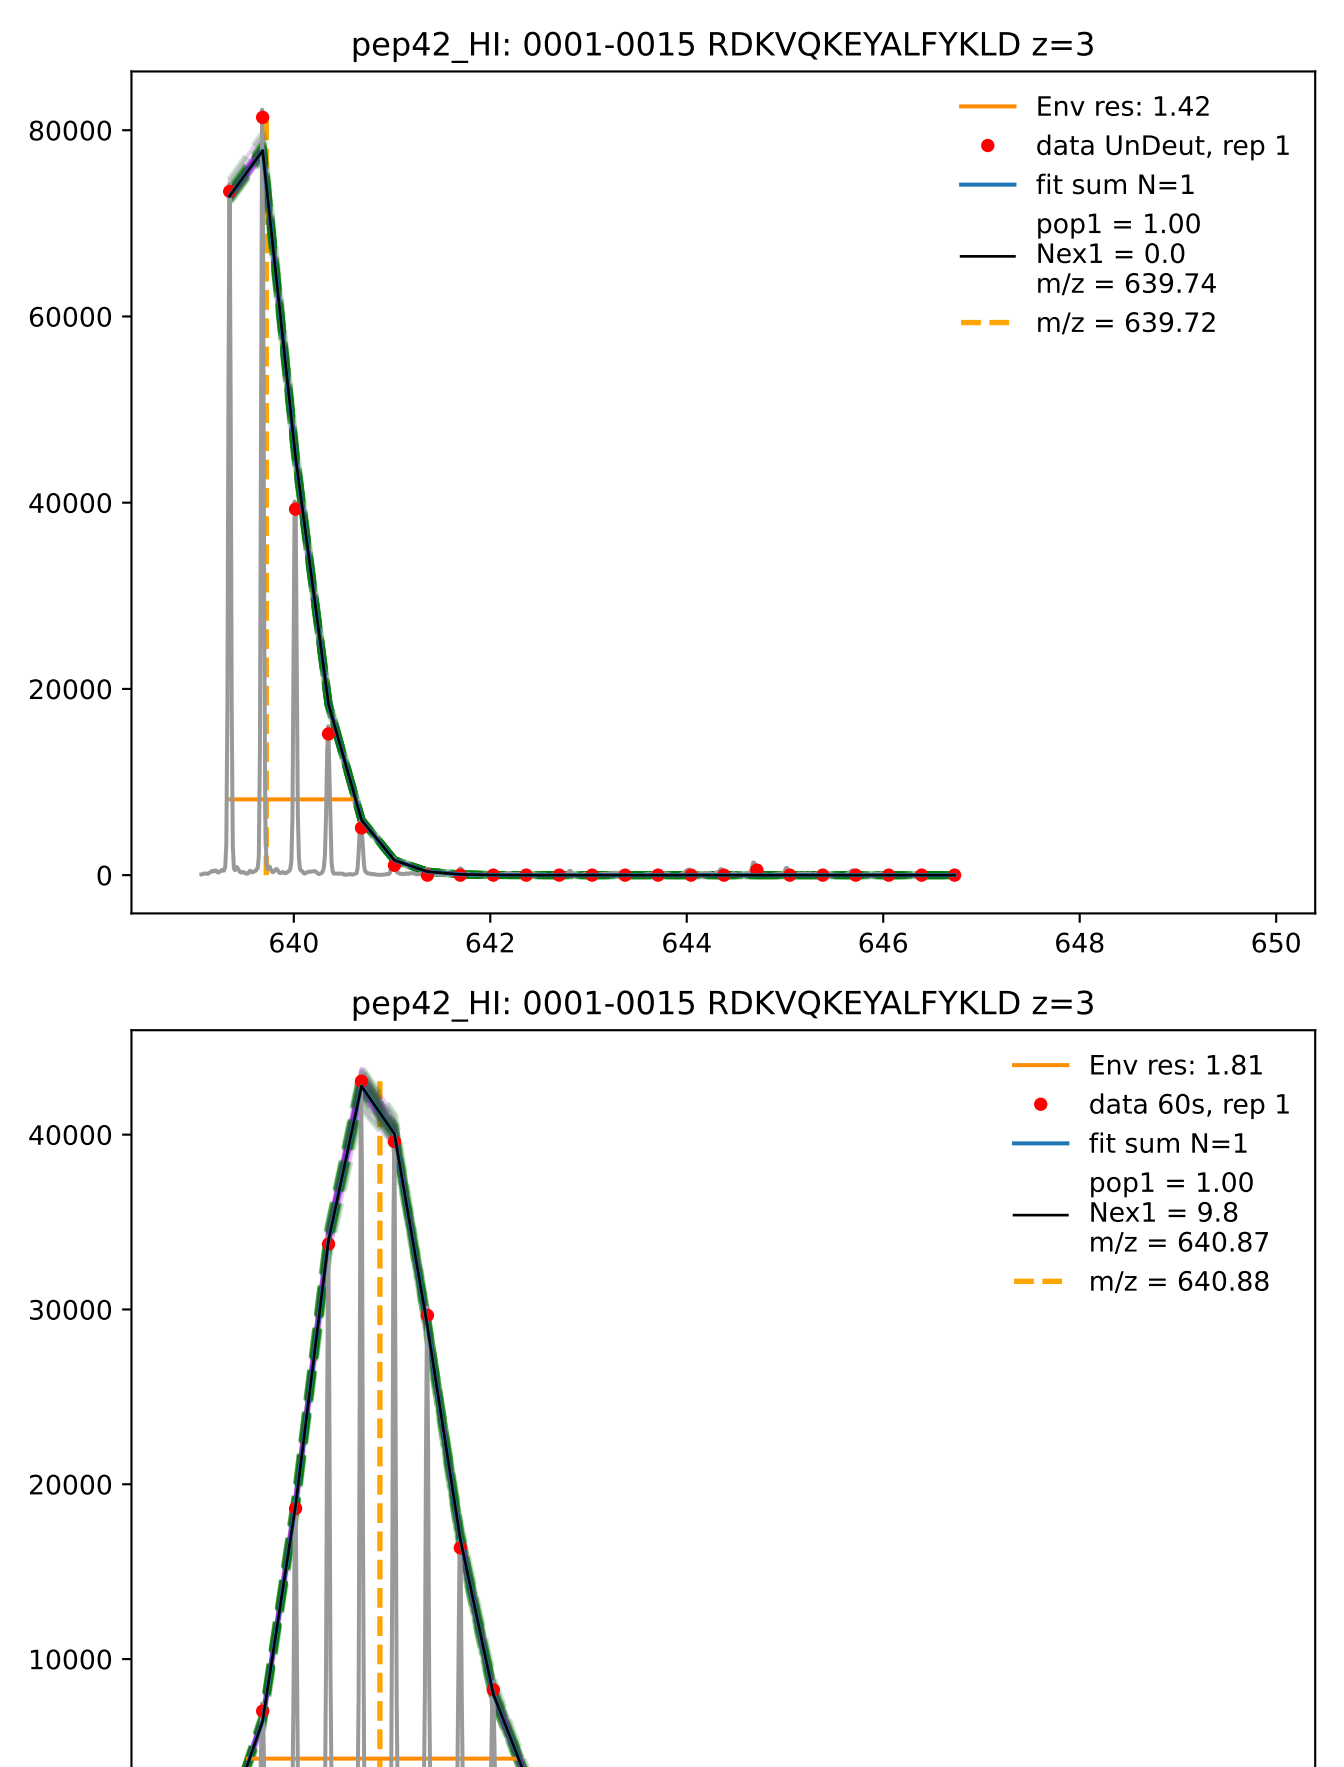 pep42_HI: 0001-0015 RDKVQKEYALFYKLD z=3
Env res: 1.42
data UnDeut, rep 1
fit sum N=1
pop1 = 1.00
Nex1 = 0.0
m/z = 639.74
m/z = 639.72
80000
60000
40000
20000
0
640 642 644 646 648 650
pep42_HI: 0001-0015 RDKVQKEYALFYKLD z=3
Env res: 1.81
data 60s, rep 1
fit sum N=1
pop1 = 1.00
Nex1 = 9.8
m/z = 640.87
m/z = 640.88
40000
30000
20000
10000